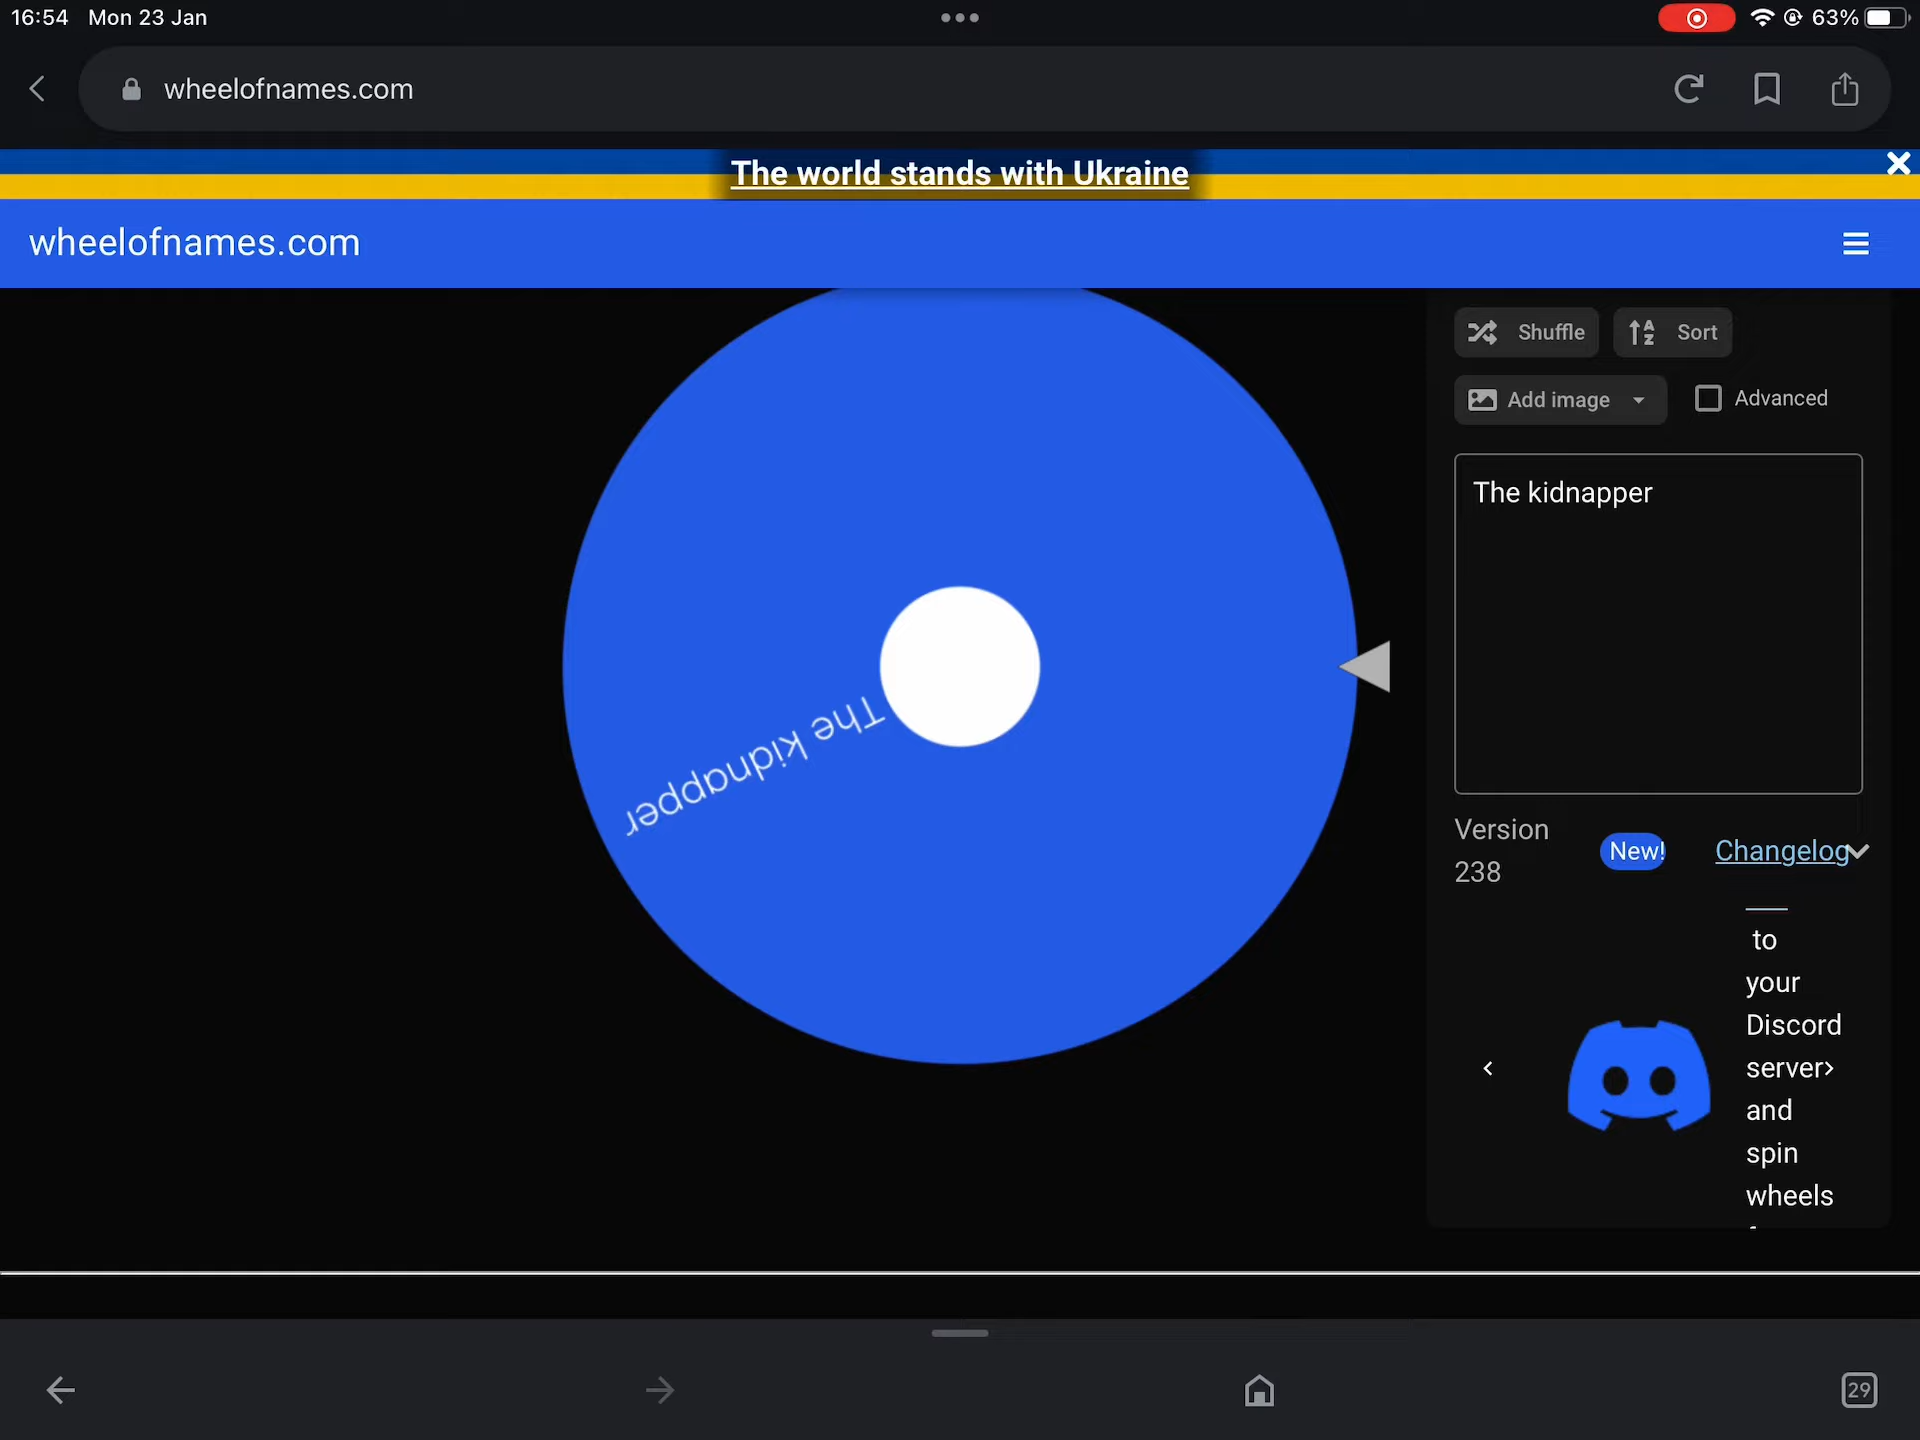 16:54 Mon 23 Jan
63%
wheelofnames.com
The world stands with Ukraine
wheelofnames.com
Shuffle
Sort
Add image
Advanced
The kidnapper
The kidnapper
Version
238
New!
Changelog
to
your
Discord
server
and
spin
wheels
29